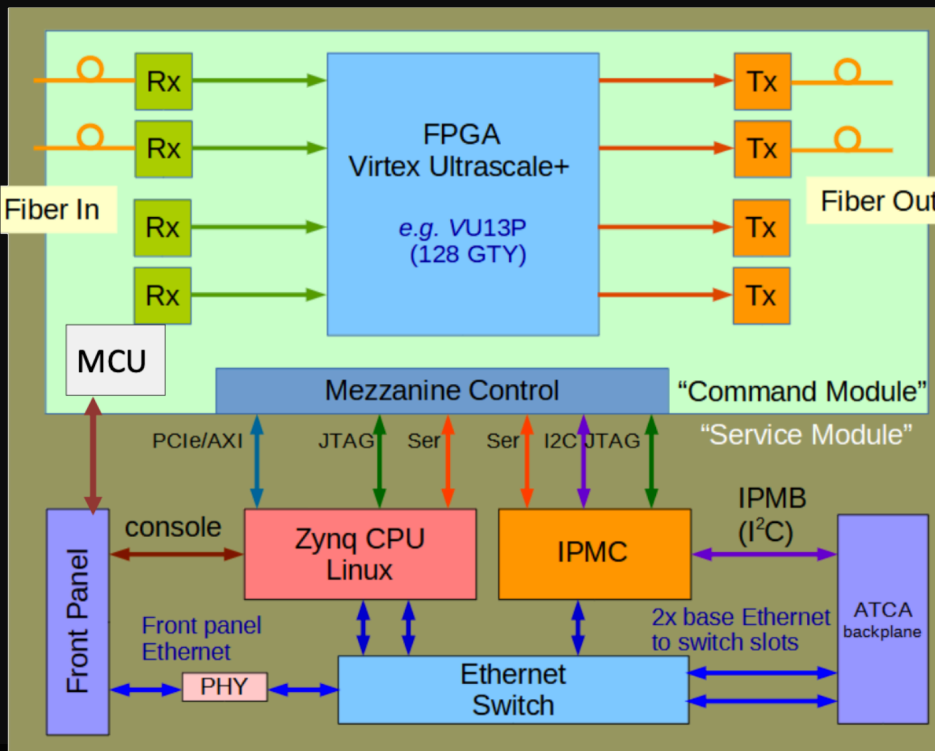 Rx
Tx
Rx
Tx
FPGA
Virtex Ultrascale+
Fiber In
Fiber Out
Rx
e.g. VU13P
Tx
(128 GTY)
Rx
Tx
MCU
Mezzanine Control
“Command Module”
“Service Module”
PCIe/AXI JTAG Ser Ser I2C JTAG
console
Zynq CPU
Linux
IPMC
IPMB
(I²C)
Front Panel
Front panel
Ethernet
PHY
Ethernet
Switch
2x base Ethernet
to switch slots
ATCA
backplane